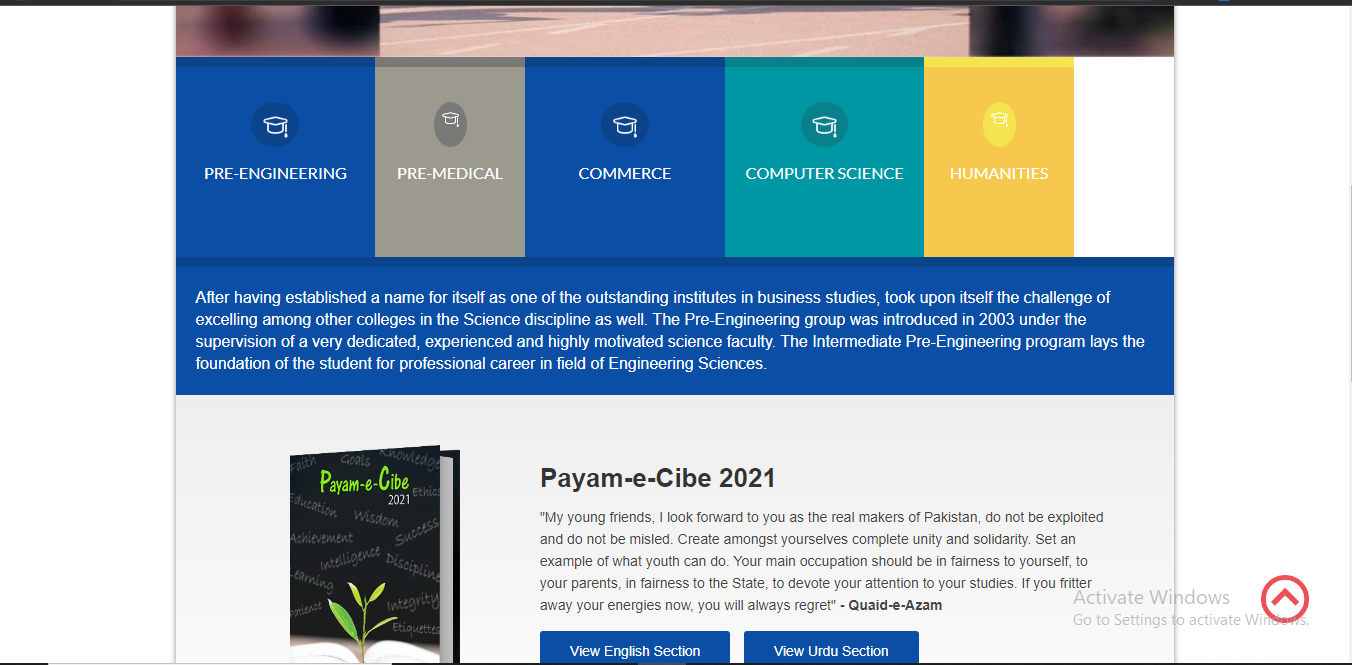 PRE-ENGINEERING
PRE-MEDICAL
COMMERCE
COMPUTER SCIENCE
HUMANITIES
After having established a name for itself as one of the outstanding institutes in business studies, took upon itself the challenge of
excelling among other colleges in the Science discipline as well. The Pre-Engineering group was introduced in 2003 under the
supervision of a very dedicated, experienced and highly motivated science faculty. The Intermediate Pre-Engineering program lays the
foundation of the student for professional career in field of Engineering Sciences.
Faith Goals Knowledge
Payam-e-Cibe
2021
Ethics
Education
Wisdom
Success
Achievement
Intelligence
Discipline
Learning
Integrity
Patience
Etiquettes
Payam-e-Cibe 2021
"My young friends, I look forward to you as the real makers of Pakistan, do not be exploited
and do not be misled. Create amongst yourselves complete unity and solidarity. Set an
example of what youth can do. Your main occupation should be in fairness to yourself, to
your parents, in fairness to the State, to devote your attention to your studies. If you fritter
away your energies now, you will always regret" - Quaid-e-Azam
View English Section
View Urdu Section
Activate Windows
Go to Settings to activate Windows.